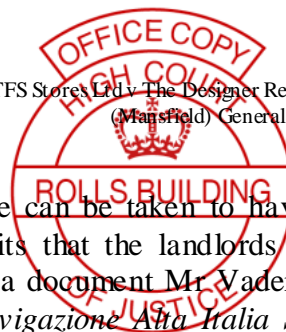 OFFICE COPY
HIGH COURT
TFS Stores Ltd v The Designer Re
(Mansfield) General
ROLLS BUILDING
e can be taken to hav
its that the landlords
a document Mr Vader
vigazione Alta Italia
OF JUSTICE